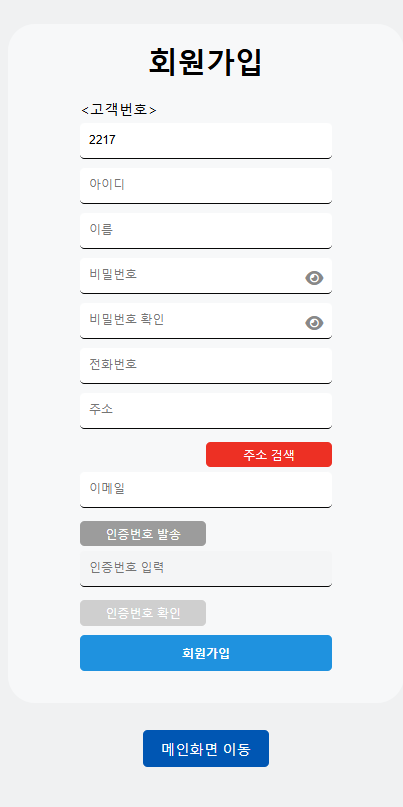 회원가입
<고객번호>
2217
아이디
이름
비밀번호
비밀번호 확인
전화번호
주소
주소 검색
이메일
인증번호 발송
인증번호 입력
인증번호 확인
회원가입
메인화면 이동